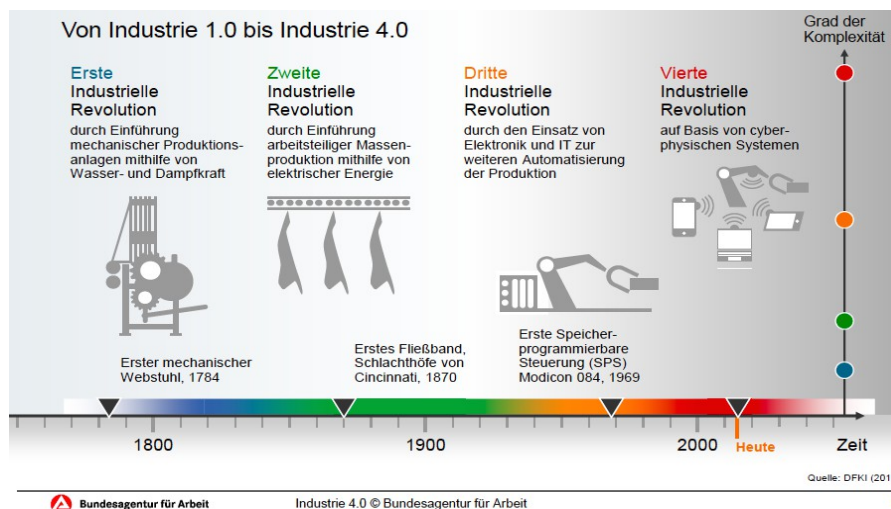 Von Industrie 1.0 bis Industrie 4.0
Grad der
Komplexität
Erste
Industrielle
Revolution
durch Einführung
mechanischer Produktions-
anlagen mithilfe von
Wasser- und Dampfkraft
Zweite
Industrielle
Revolution
durch Einführung
arbeitsteiliger Massen-
produktion mithilfe von
elektrischer Energie
Dritte
Industrielle
Revolution
durch den Einsatz von
Elektronik und IT zur
weiteren Automatisierung
der Produktion
Vierte
Industrielle
Revolution
auf Basis von cyber-
physischen Systemen
Erster mechanischer
Webstuhl, 1784
Erstes Fließband,
Schlachthöfe von
Cincinnati, 1870
Erste Speicher-
programmierbare
Steuerung (SPS)
Modicon 084, 1969
1800
1900
2000
Heute
Zeit
Quelle: DFKI (201
Bundesagentur für Arbeit
Industrie 4.0 © Bundesagentur für Arbeit